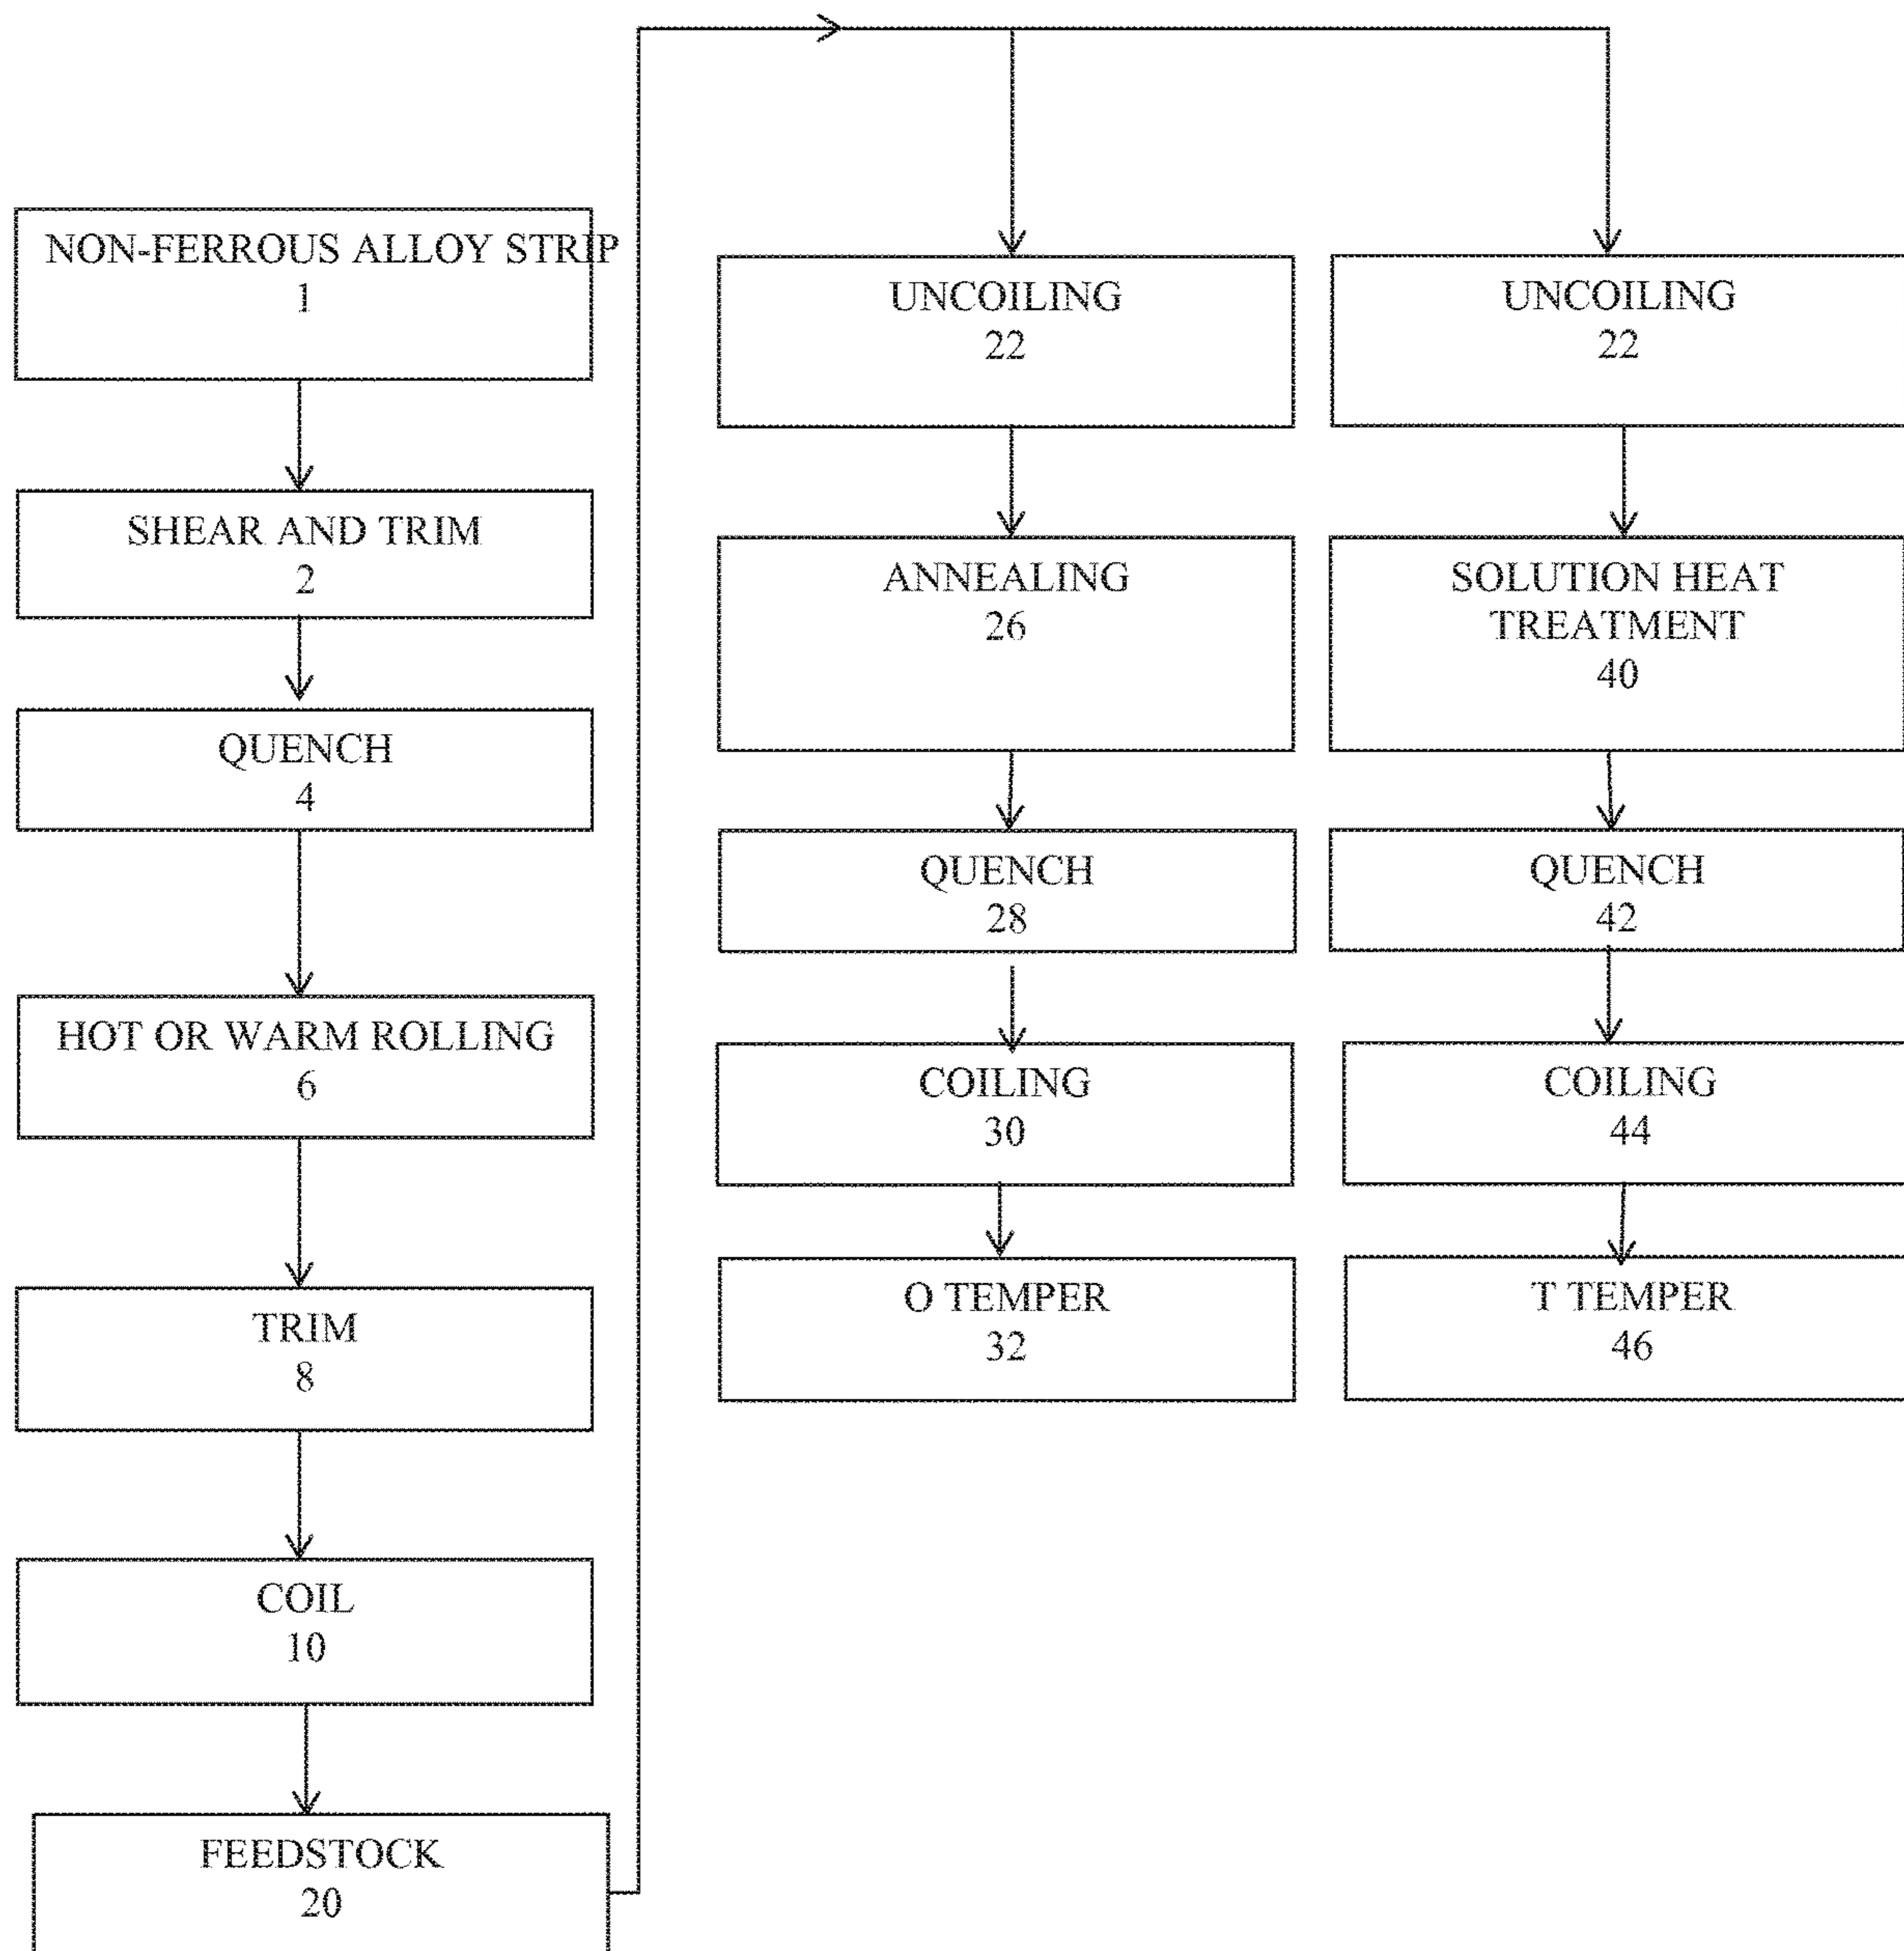 NON-FERROUS ALLOY STRIP
1
SHEAR AND TRIM
2
QUENCH
4
HOT OR WARM ROLLING
6
TRIM
8
COIL
10
FEEDSTOCK
20
UNCOILING
22
ANNEALING
26
QUENCH
28
COILING
30
O TEMPER
32
UNCOILING
22
SOLUTION HEAT
TREATMENT
40
QUENCH
42
COILING
44
T TEMPER
46